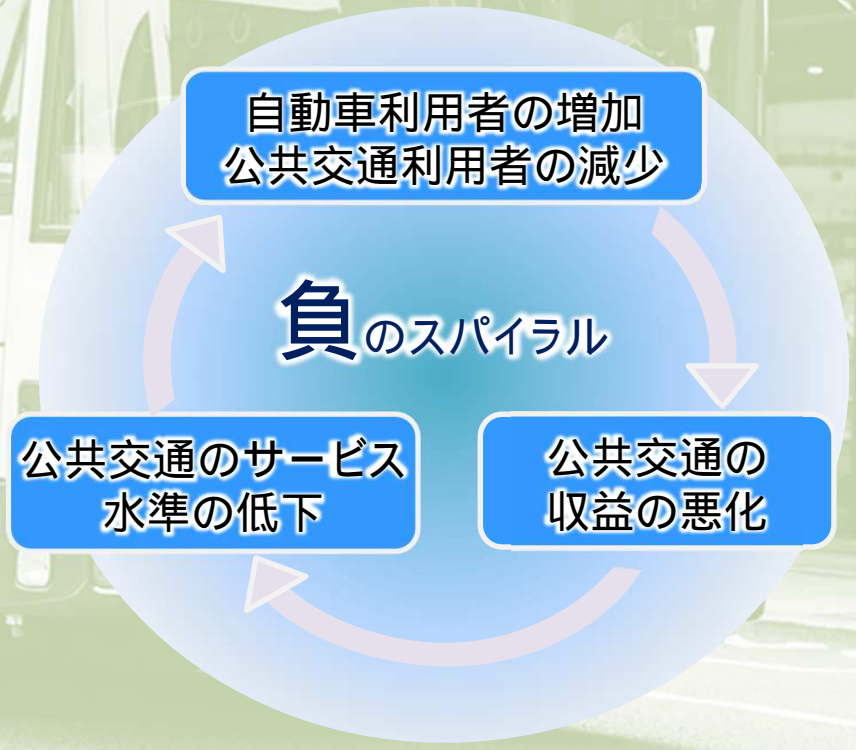 自動車利用者の増加
公共交通利用者の減少
負のスパイラル
公共交通のサービス
水準の低下
公共交通の
収益の悪化